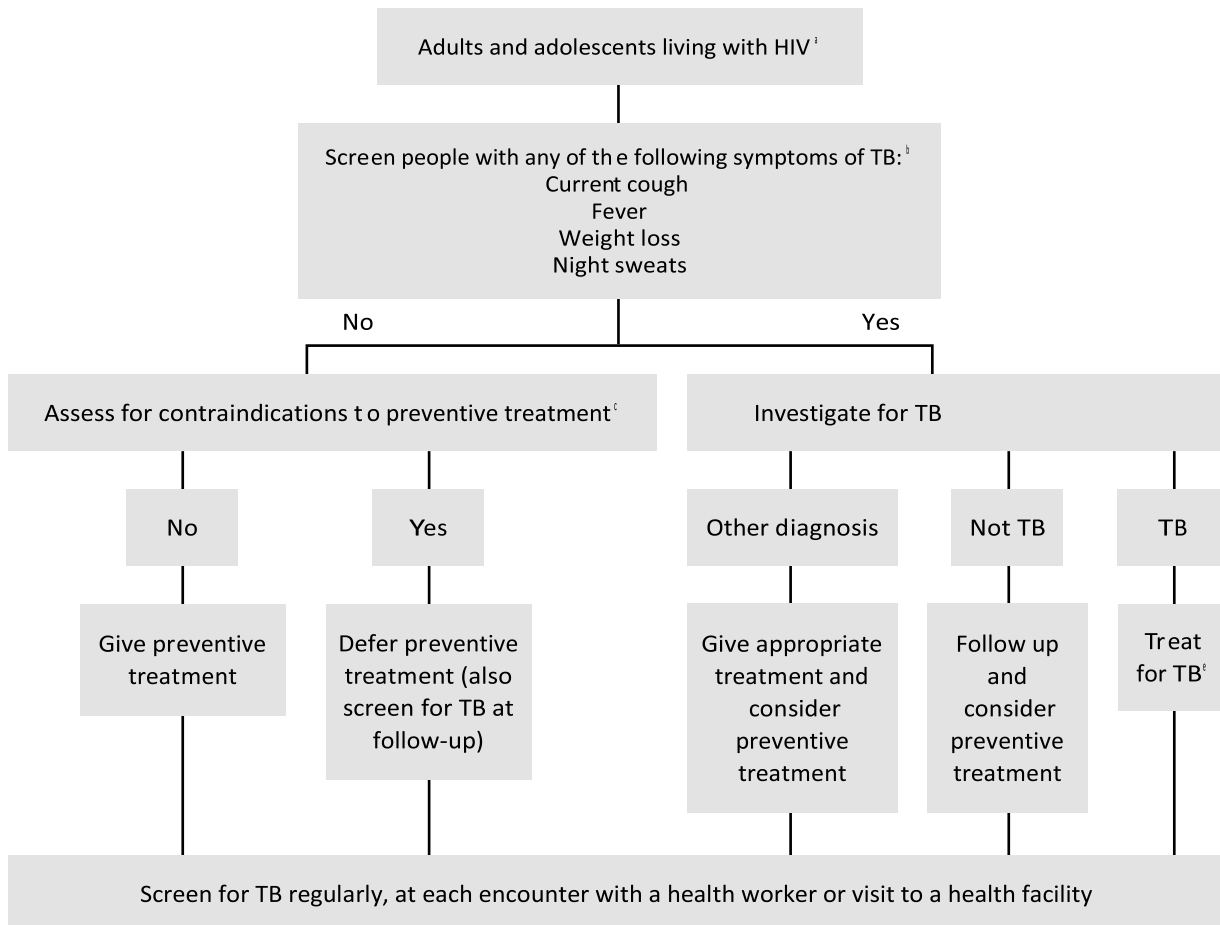 Adults and adolescents living with HIV a
Screen people with any of the following symptoms of TB: b
Current cough
Fever
Weight loss
Night sweats
No
Yes
Assess for contraindications to preventive treatment c
Investigate for TB
No
Yes
Other diagnosis
Not TB
TB
Give preventive
treatment
Defer preventive
treatment (also
screen for TB at
follow-up)
Give appropriate
treatment and
consider
preventive
treatment
Follow up
and
consider
preventive
treatment
Treat
for TB e
Screen for TB regularly, at each encounter with a health worker or visit to a health facility